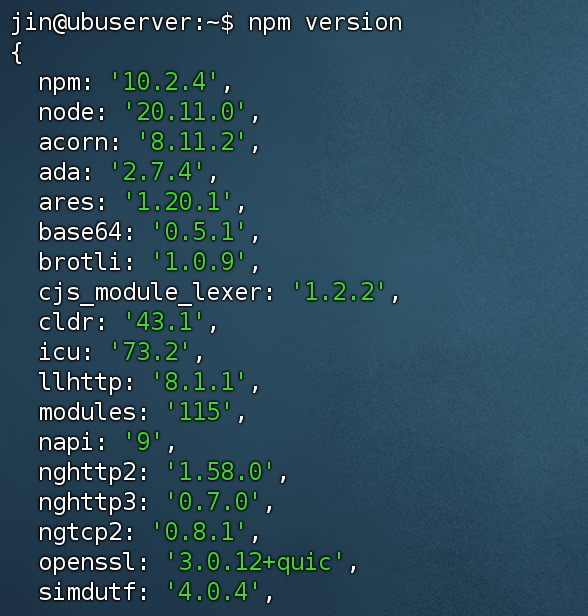 jin@ubuserver:~$ npm version
{
  npm: '10.2.4',
  node: '20.11.0',
  acorn: '8.11.2',
  ada: '2.7.4',
  ares: '1.20.1',
  base64: '0.5.1',
  brotli: '1.0.9',
  cjs_module_lexer: '1.2.2',
  cldr: '43.1',
  icu: '73.2',
  llhttp: '8.1.1',
  modules: '115',
  napi: '9',
  nghttp2: '1.58.0',
  nghttp3: '0.7.0',
  ngtcp2: '0.8.1',
  openssl: '3.0.12+quic',
  simdutf: '4.0.4',